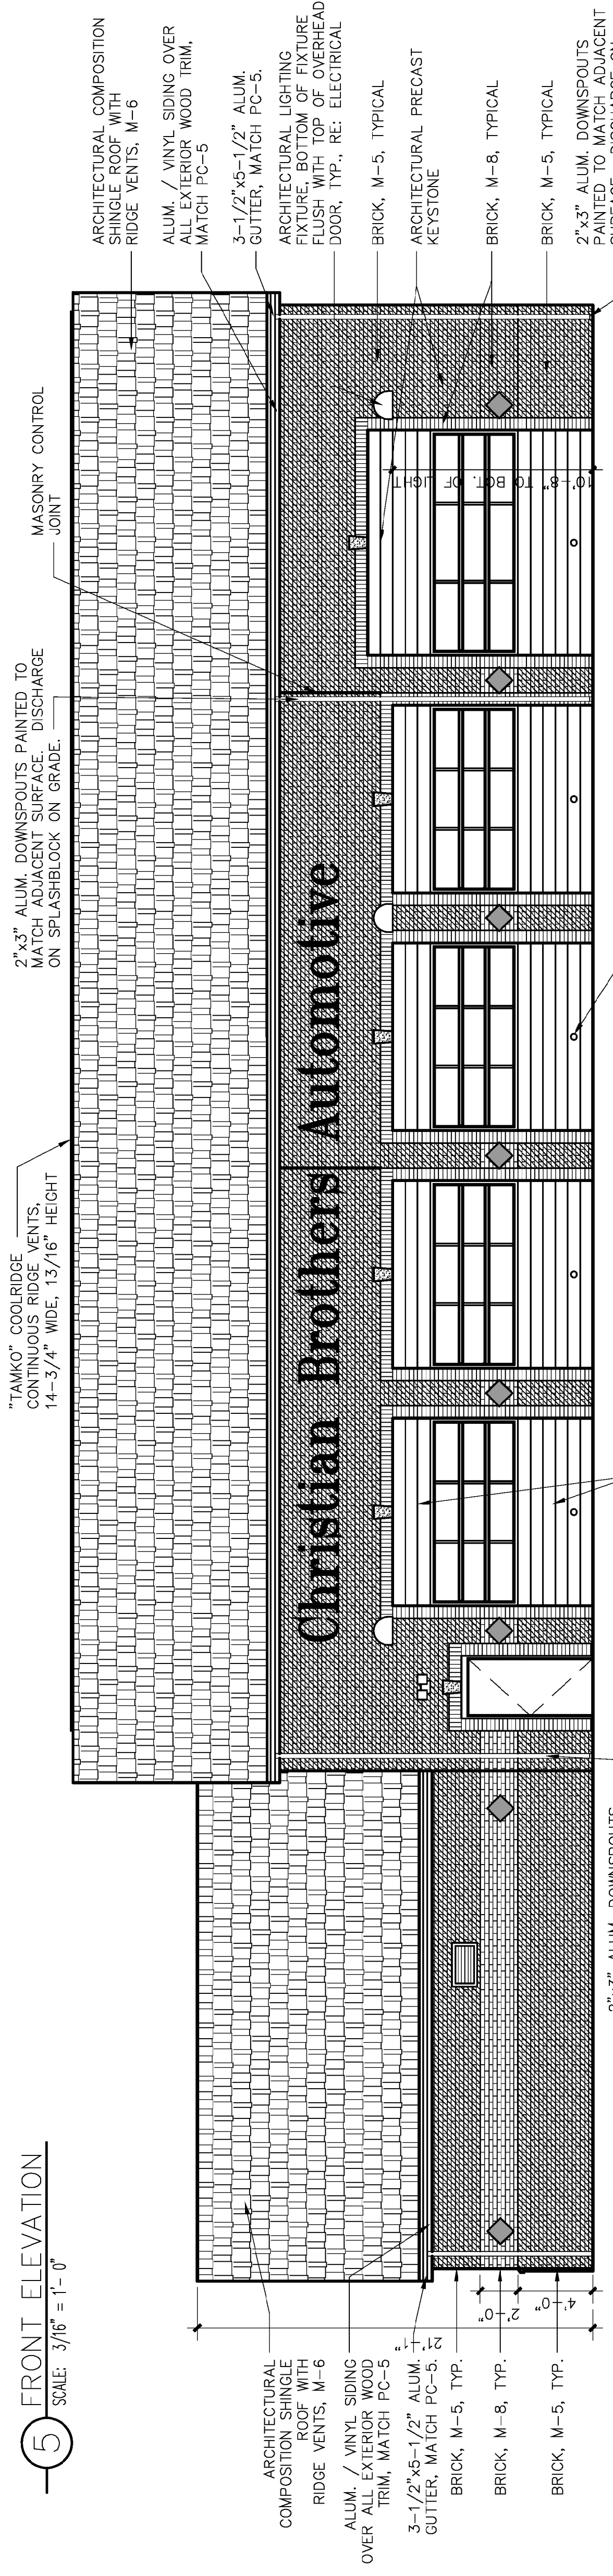 5
FRONT ELEVATION
SCALE: 3/16" = 1'- 0"
"TAMKO" COOLRIDGE
CONTINUOUS RIDGE VENTS,
14-3/4" WIDE, 13/16" HEIGHT
2"x3" ALUM. DOWNSPOUTS PAINTED TO
MATCH ADJACENT SURFACE. DISCHARGE
ON SPLASHBLOCK ON GRADE.
MASONRY CONTROL
JOINT
ARCHITECTURAL COMPOSITION
SHINGLE ROOF WITH
RIDGE VENTS, M-6
ALUM. / VINYL SIDING OVER
ALL EXTERIOR WOOD TRIM,
MATCH PC-5
3-1/2"x5-1/2" ALUM.
GUTTER, MATCH PC-5.
ARCHITECTURAL LIGHTING
FIXTURE, BOTTOM OF FIXTURE
FLUSH WITH TOP OF OVERHEAD
DOOR, TYP., RE: ELECTRICAL
BRICK, M-5, TYPICAL
ARCHITECTURAL PRECAST
KEYSTONE
BRICK, M-8, TYPICAL
BRICK, M-5, TYPICAL
2"x3" ALUM. DOWNSPOUTS
PAINTED TO MATCH ADJACENT
ARCHITECTURAL
COMPOSITION SHINGLE
ROOF WITH
RIDGE VENTS, M-6
ALUM. / VINYL SIDING
OVER ALL EXTERIOR WOOD
TRIM, MATCH PC-5
3-1/2"x5-1/2" ALUM.
GUTTER, MATCH PC-5.
BRICK, M-5, TYP.
BRICK, M-8, TYP.
BRICK, M-5, TYP.
21'-1"
2'-0"
4'-0"
Christian Brothers Automotive
10'-8" TO BOT. OF LIGHT